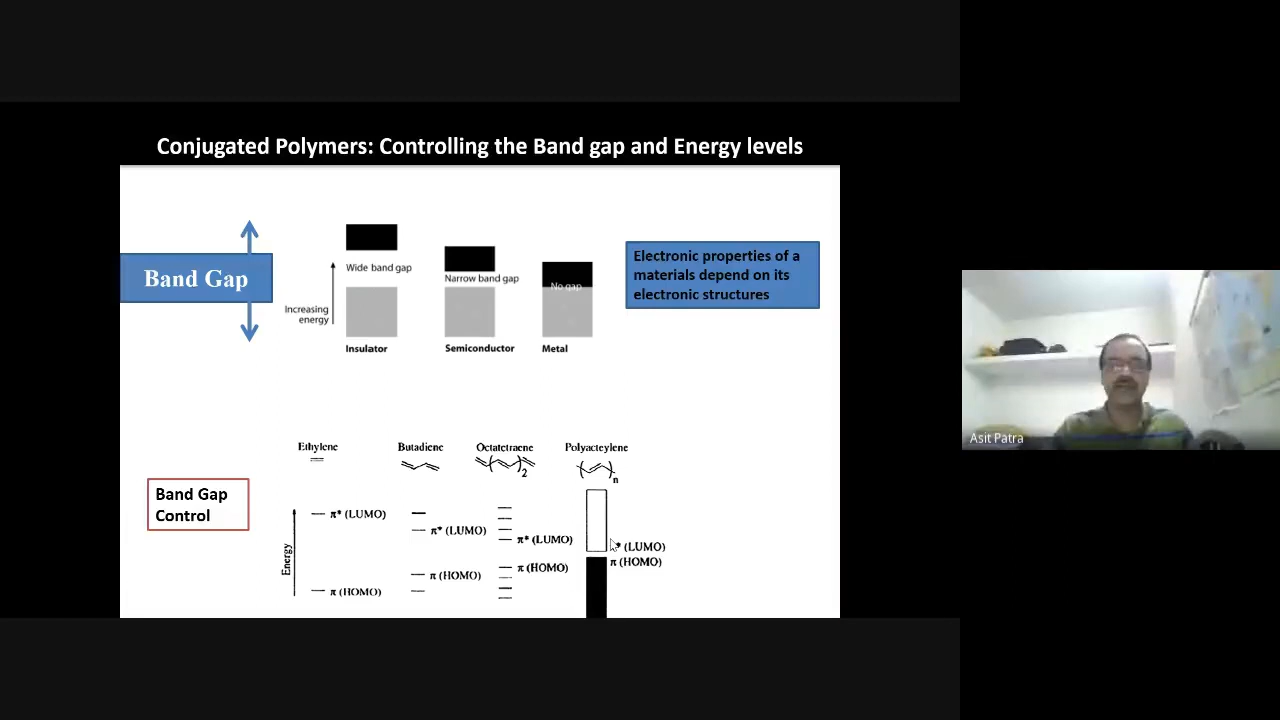 Conjugated Polymers: Controlling the Band gap and Energy levels
Band Gap
Increasing
energy
Wide band gap
Insulator
Narrow band gap
Semiconductor
No gap
Metal
Electronic properties of a
materials depend on its
electronic structures
Band Gap
Control
Energy
Ethylene
π* (LUMO)
π (HOMO)
Butadiene
π* (LUMO)
π (HOMO)
Octatetraene
2
π* (LUMO)
π (HOMO)
Polyacteylene
n
* (LUMO)
π (HOMO)
Asit Patra